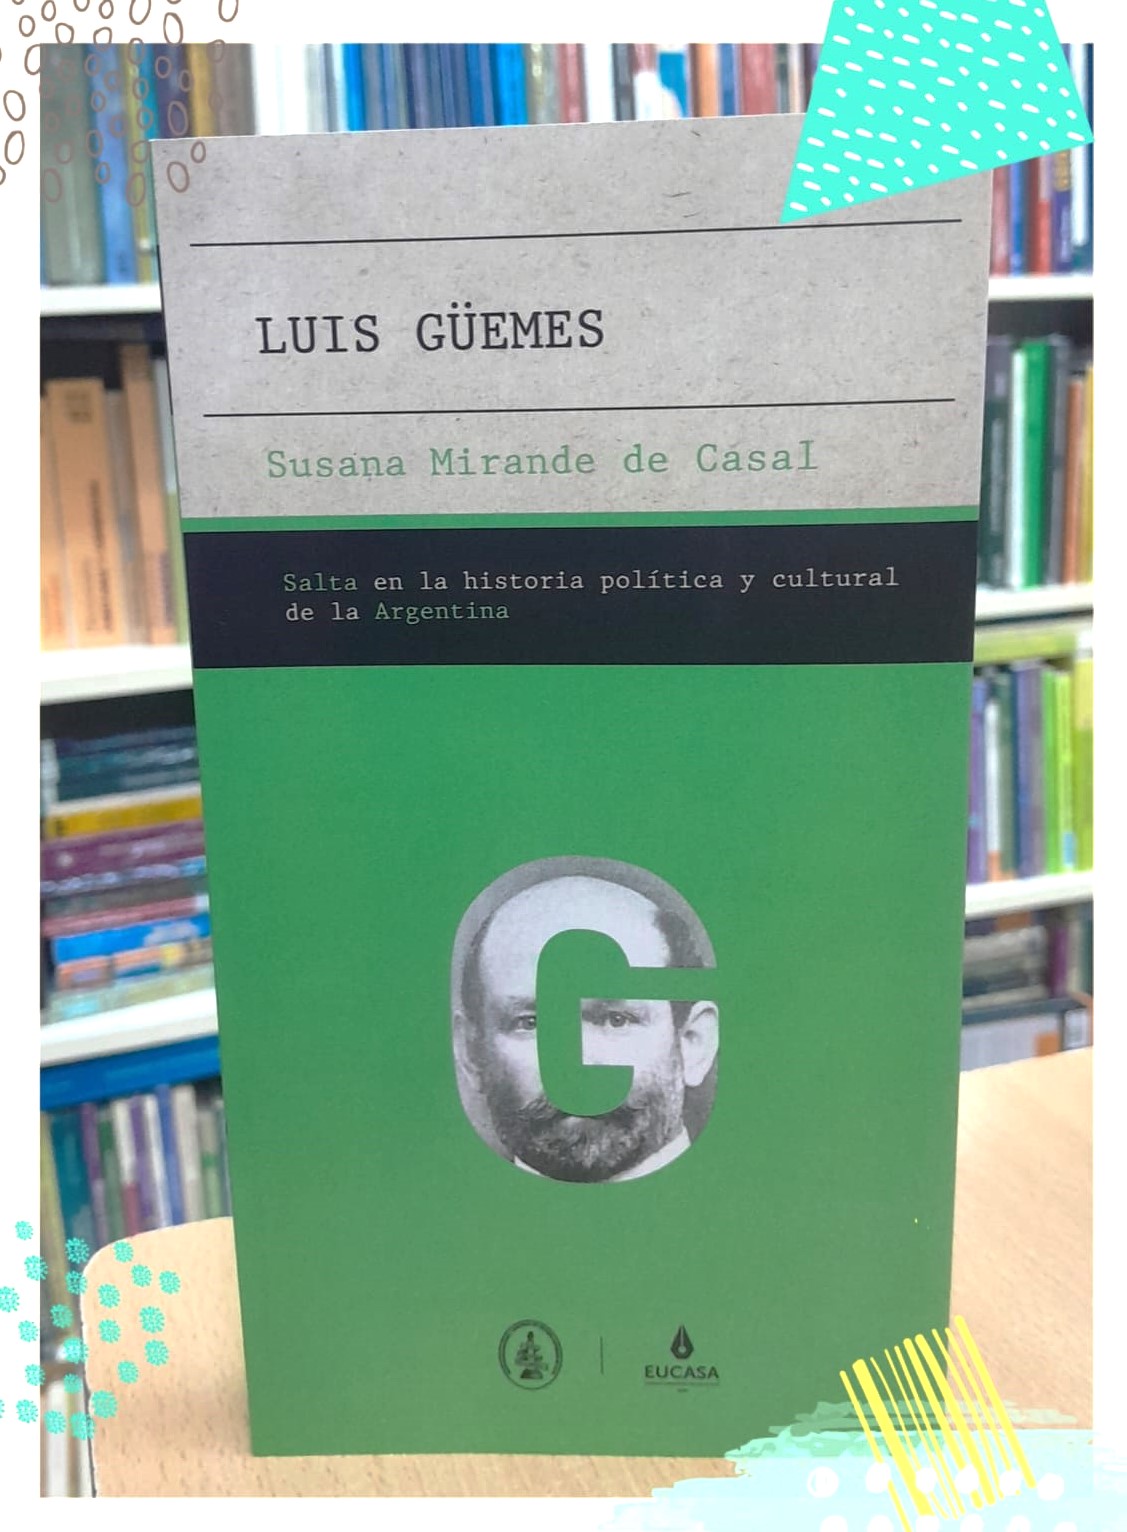 LUIS GÜEMES
Susana Mirande de Casal
Salta en la historia política y cultural
de la Argentina
G
EUCASA